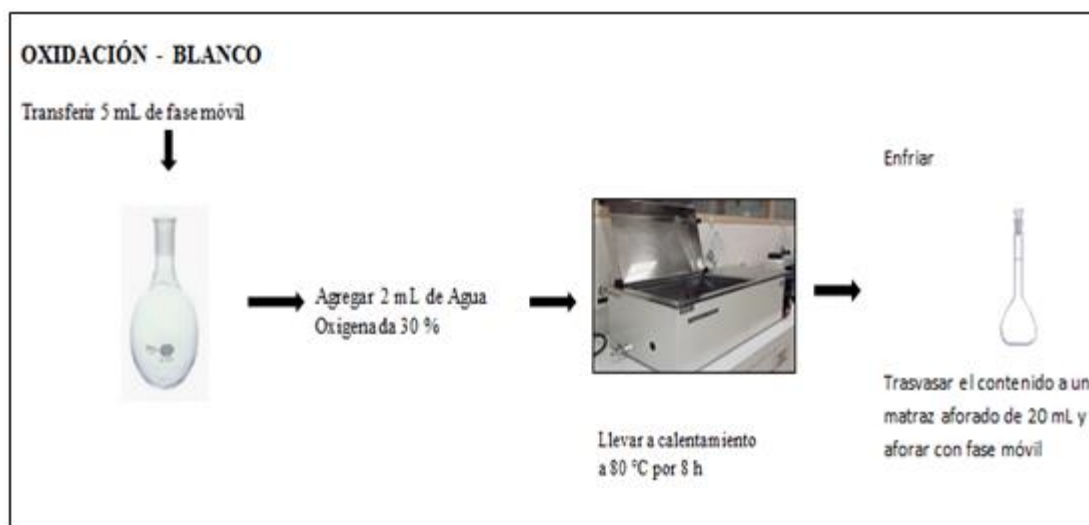 OXIDACIÓN - BLANCO
Transferir 5 mL de fase móvil
Agregar 2 mL de Agua
Oxigenada 30 %
Llevar a calentamiento
a 80 °C por 8 h
Enfriar
Trasvasar el contenido a un
matraz aforado de 20 mL y
aforar con fase móvil